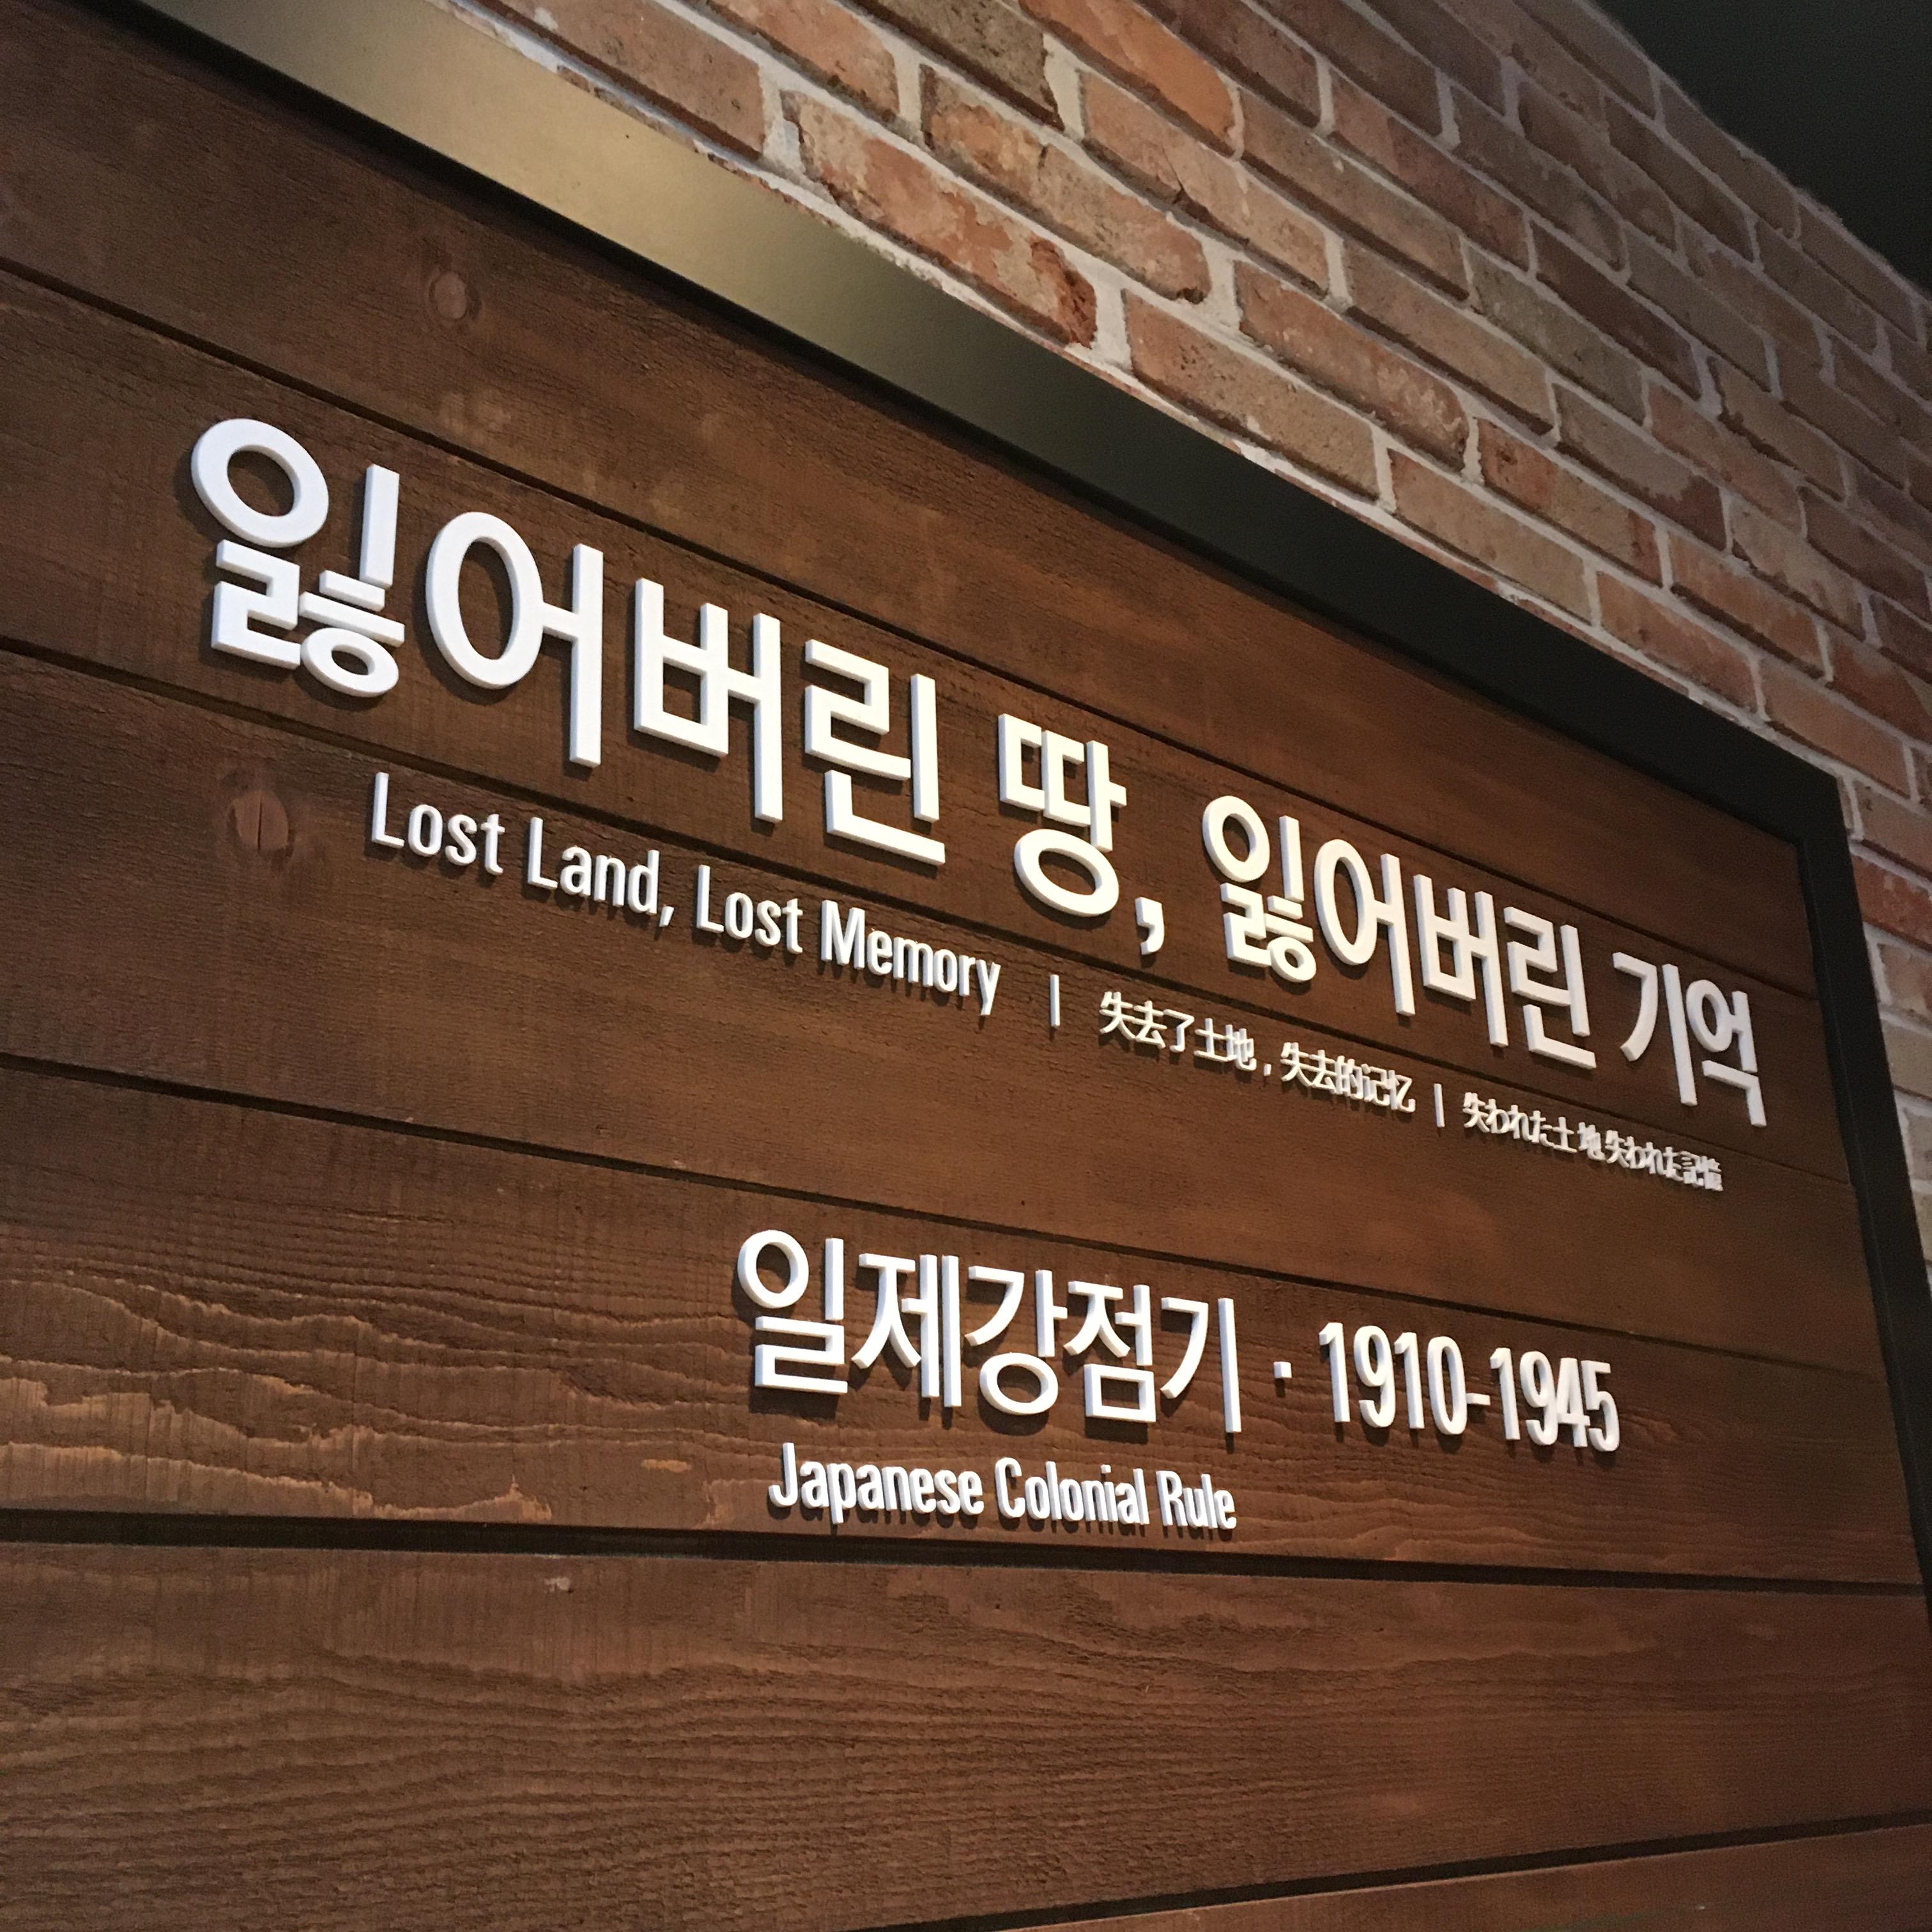 잃어버린 땅, 잃어버린 기억
Lost Land, Lost Memory | 失去了土地, 失去的记忆 | 失われた土地 失われた記憶
일제강점기 · 1910-1945
Japanese Colonial Rule